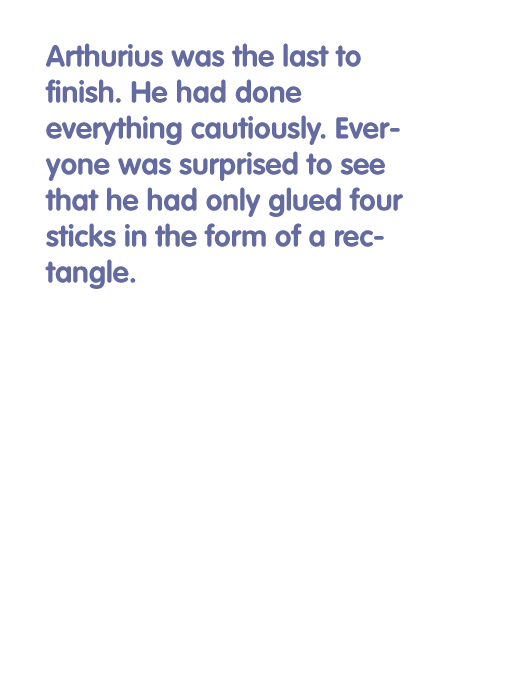 Arthurius was the last to
finish. He had done
everything cautiously. Ever-
yone was surprised to see
that he had only glued four
sticks in the form of a rec-
tangle.